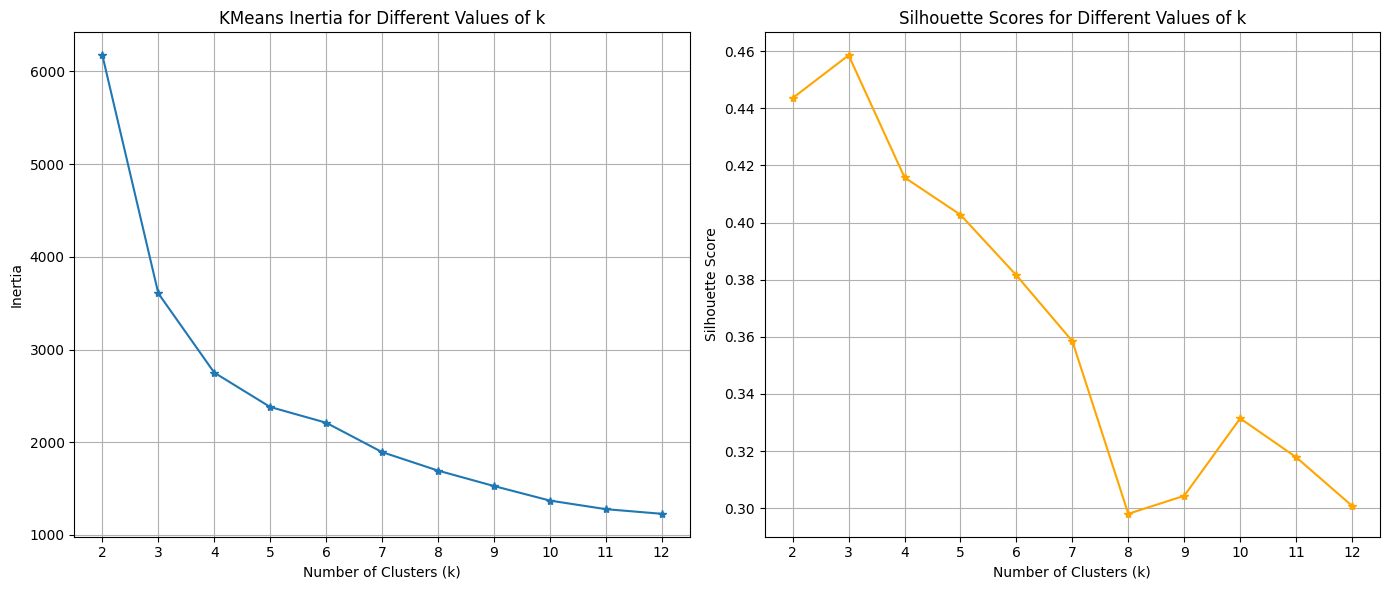 KMeans Inertia for Different Values of k
6000
5000
4000
3000
2000
1000
Inertia
2 3 4 5 6 7 8 9 10 11 12
Number of Clusters (k)
Silhouette Scores for Different Values of k
0.46
0.44
0.42
0.40
0.38
0.36
0.34
0.32
0.30
Silhouette Score
2 3 4 5 6 7 8 9 10 11 12
Number of Clusters (k)